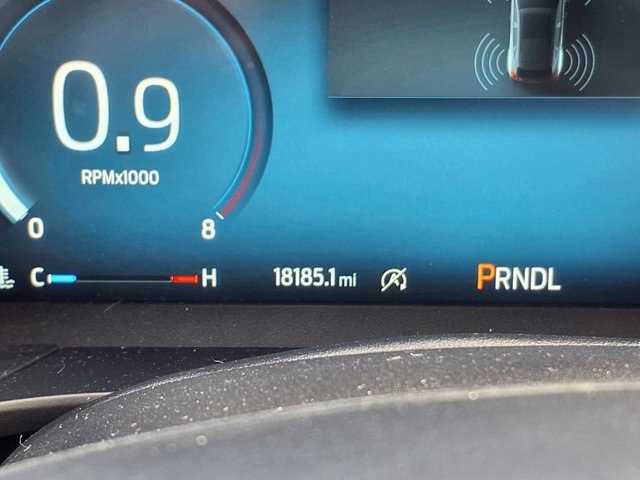 0.9
RPMx1000
0 8
C H 18185.1 mi PRNDL